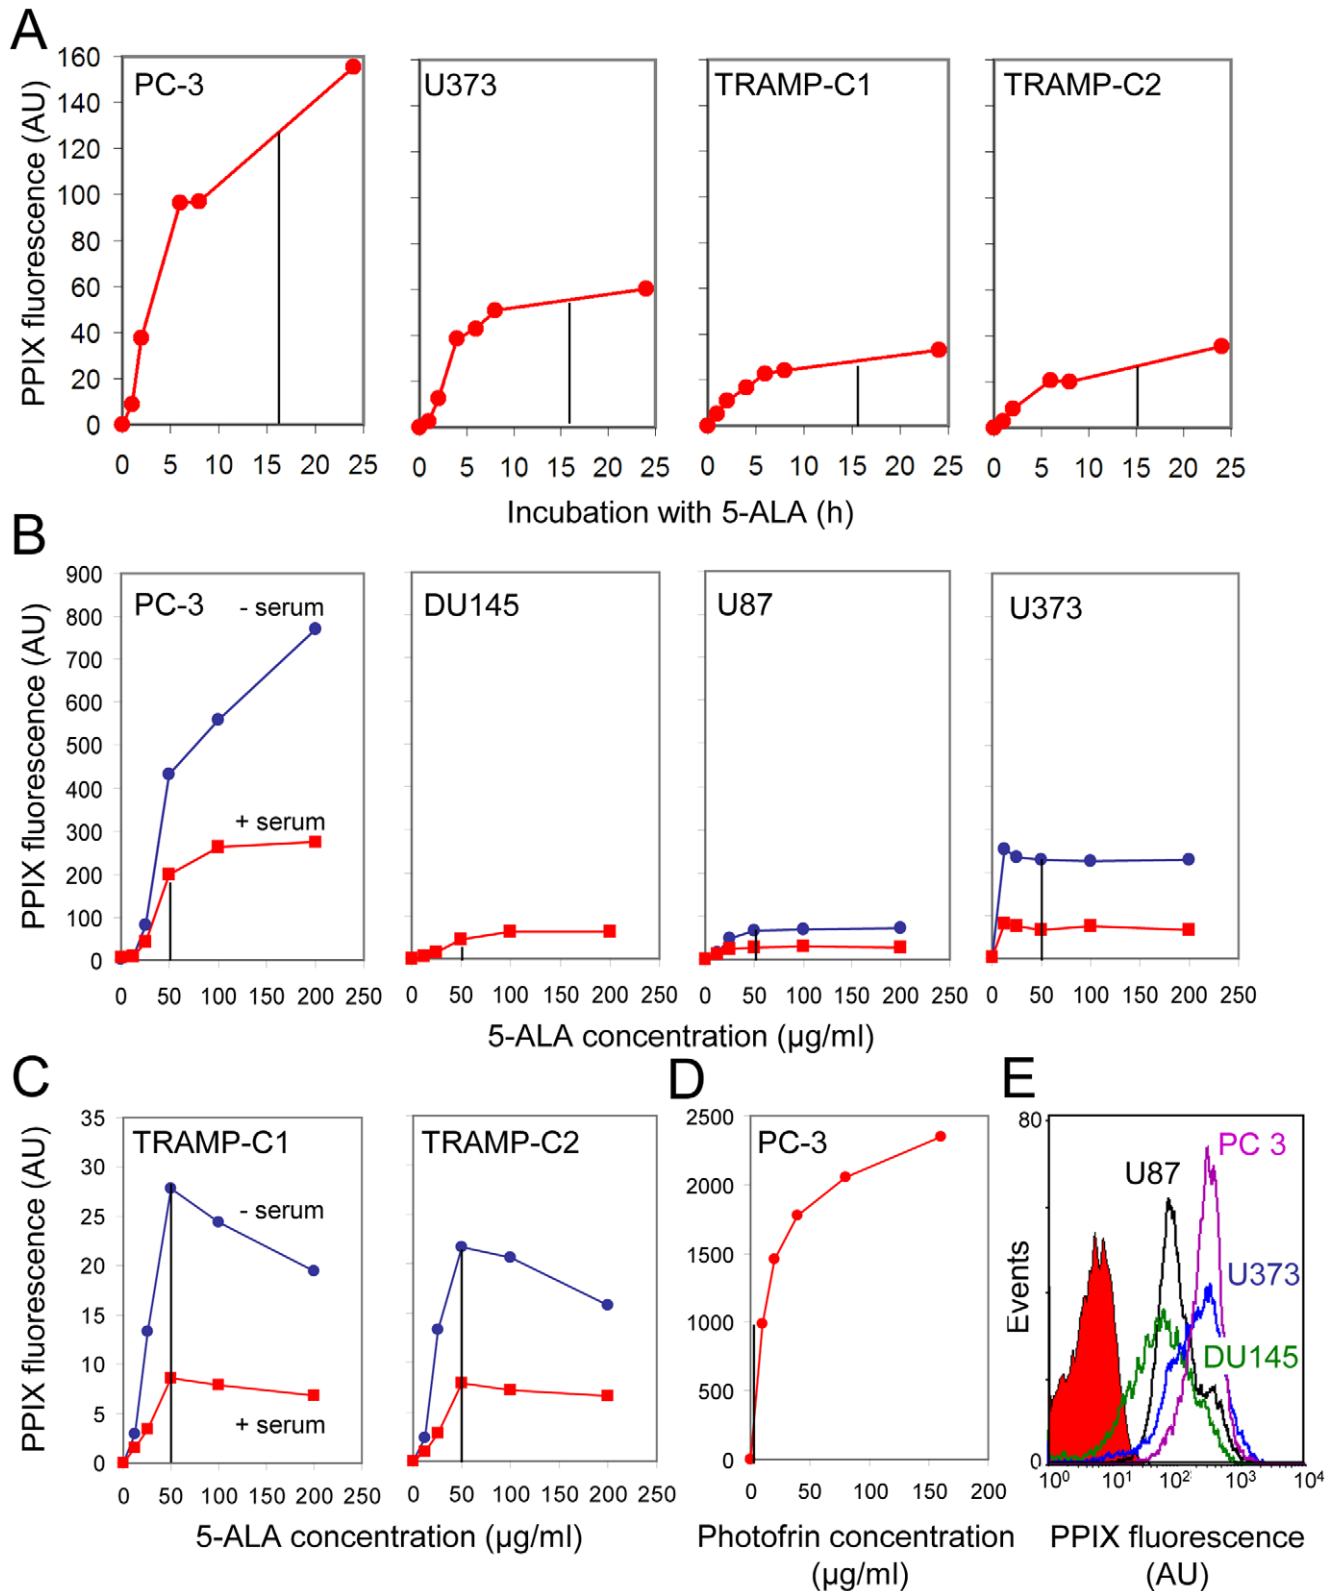 A
PC-3
U373
TRAMP-C1
TRAMP-C2
PPIX fluorescence (AU)
160
140
120
100
80
60
40
20
0
0 5 10 15 20 25
0 5 10 15 20 25
0 5 10 15 20 25
0 5 10 15 20 25
Incubation with 5-ALA (h)
B
PC-3
- serum
+ serum
DU145
U87
U373
PPIX fluorescence (AU)
900
800
700
600
500
400
300
200
100
0
0 50 100 150 200 250
0 50 100 150 200 250
0 50 100 150 200 250
0 50 100 150 200 250
5-ALA concentration (µg/ml)
C
TRAMP-C1
- serum
+ serum
TRAMP-C2
PPIX fluorescence (AU)
35
30
25
20
15
10
5
0
0 50 100 150 200 250
0 50 100 150 200 250
5-ALA concentration (µg/ml)
D
PC-3
2500
2000
1500
1000
500
0
0 50 100 150 200
Photofrin concentration
(µg/ml)
E
80
Events
0
U87
PC 3
U373
DU145
10⁰ 10¹ 10² 10³ 10⁴
PPIX fluorescence
(AU)